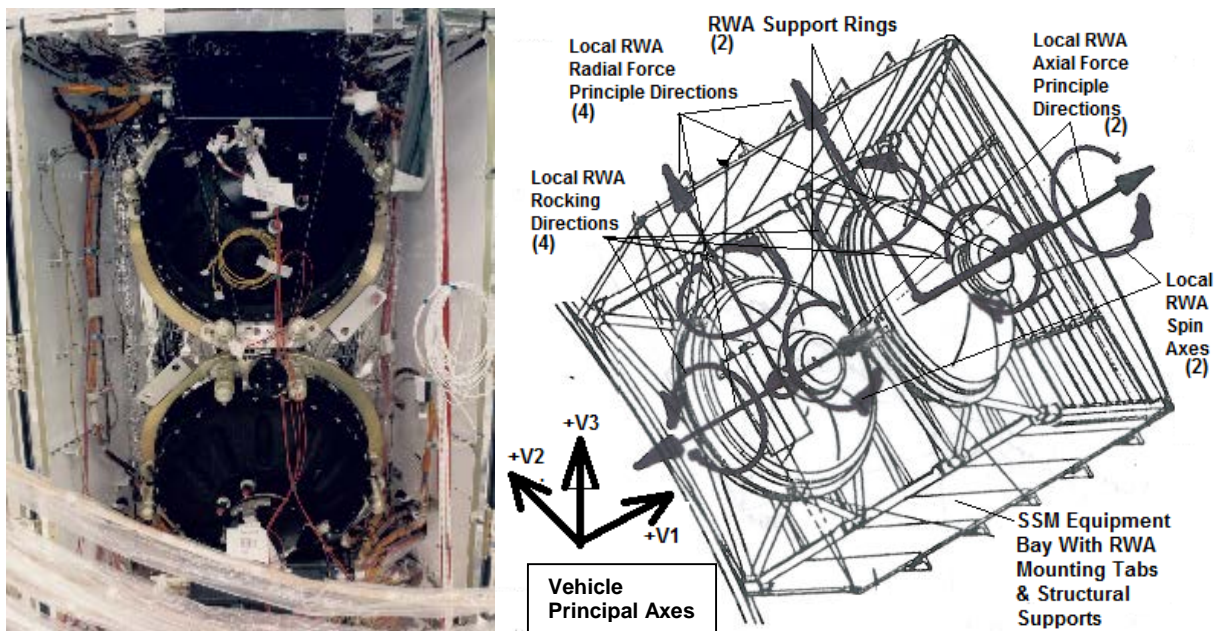 RWA Support Rings
(2)
Local RWA
Radial Force
Principle Directions
(4)
Local RWA
Axial Force
Principle
Directions
(2)
Local RWA
Rocking
Directions
(4)
Local
RWA
Spin
Axes
(2)
+V3
+V2
+V1
SSM Equipment
Bay With RWA
Mounting Tabs
& Structural
Supports
Vehicle
Principal Axes